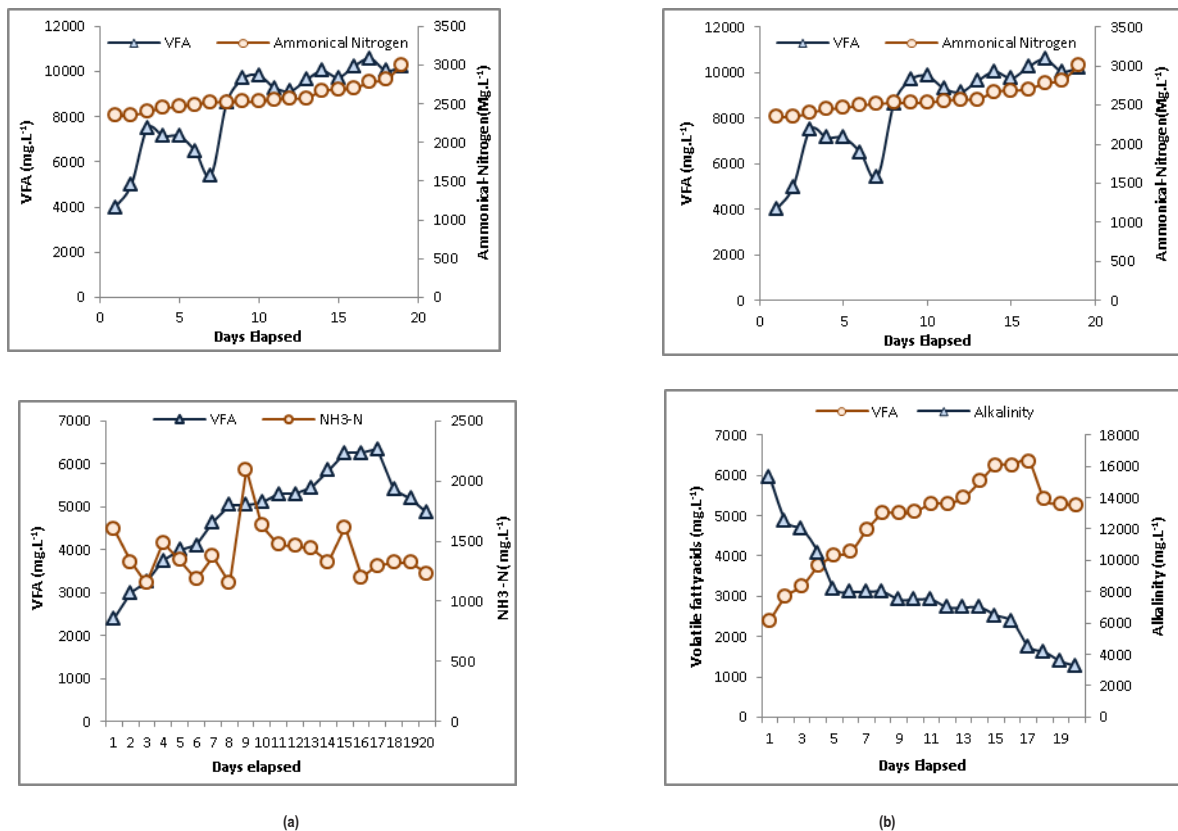 VFA Ammonical Nitrogen
12000
10000
8000
6000
4000
2000
0
3500
3000
2500
2000
1500
1000
500
0
VFA (mg.L-1)
Ammonical-Nitrogen(Mg.L-1)
0 5 10 15 20
Days Elapsed
VFA Ammonical Nitrogen
12000
10000
8000
6000
4000
2000
0
3500
3000
2500
2000
1500
1000
500
0
VFA (mg.L-1)
Ammonical-Nitrogen(Mg.L-1)
0 5 10 15 20
Days Elapsed
VFA NH3-N
7000
6000
5000
4000
3000
2000
1000
0
2500
2000
1500
1000
500
0
VFA (mg.L-1)
NH3 -N( mg.L-1)
1 2 3 4 5 6 7 8 9 10 11 12 13 14 15 16 17 18 19 20
Days elapsed
VFA Alkalinity
7000
6000
5000
4000
3000
2000
1000
0
18000
16000
14000
12000
10000
8000
6000
4000
2000
0
Volatile fattyacids (mg.L-1)
Alkalinity (mg.L-1)
1 3 5 7 9 11 13 15 17 19
Days Elapsed
(a) (b)